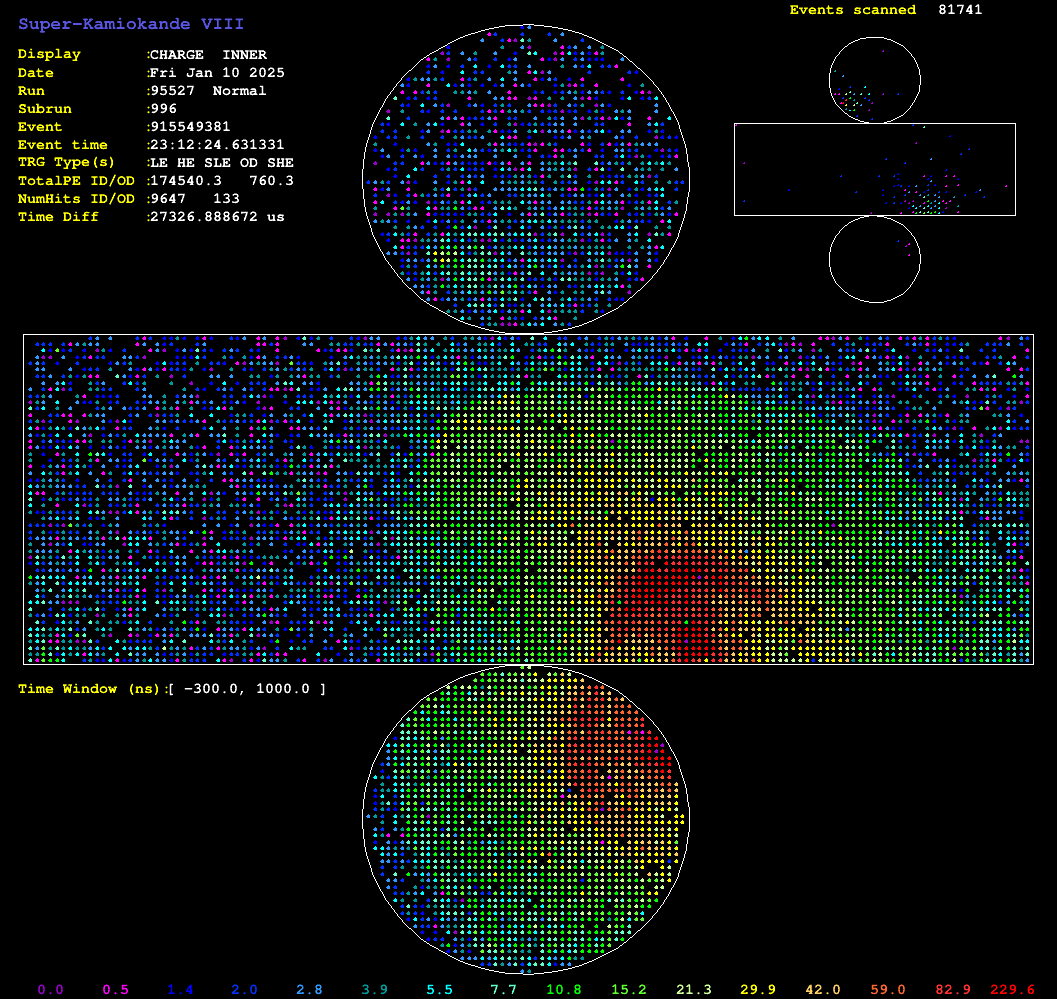 Super-Kamiokande VIII
Events scanned 81741
Display :CHARGE INNER
Date :Fri Jan 10 2025
Run :95527 Normal
Subrun :996
Event :915549381
Event time :23:12:24.631331
TRG Type(s) :LE HE SLE OD SHE
TotalPE ID/OD :174540.3 760.3
NumHits ID/OD :9647 133
Time Diff :27326.888672 us
Time Window (ns):[ -300.0, 1000.0 ]
0.0 0.5 1.4 2.0 2.8 3.9 5.5 7.7 10.8 15.2 21.3 29.9 42.0 59.0 82.9 229.6